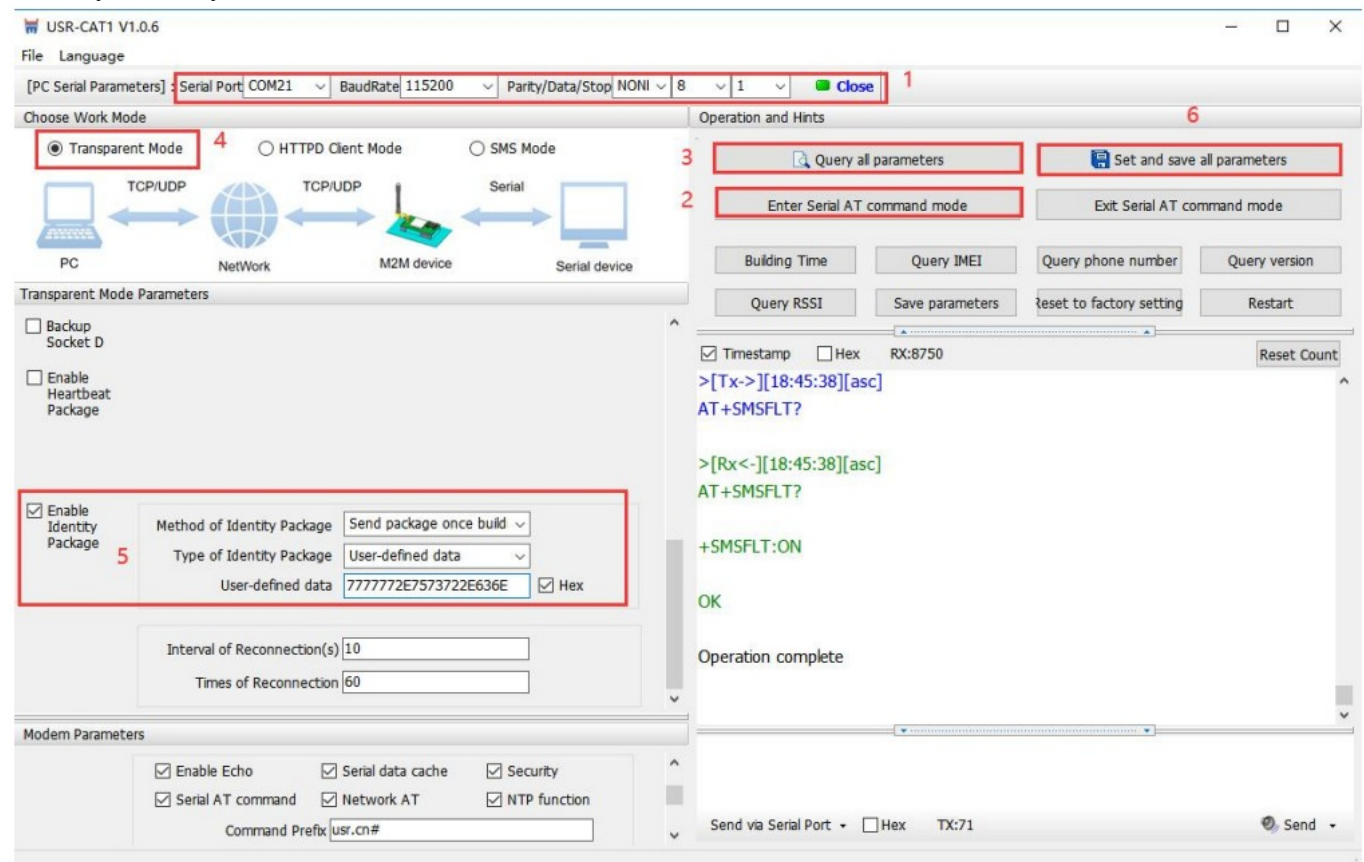 USR-CAT1 V1.0.6
File Language
[PC Serial Parameters] : Serial Port COM21 BaudRate 115200 Parity/Data/Stop NONI 8 1 Close 1
Choose Work Mode
Transparent Mode 4 HTTPD Client Mode SMS Mode
TCP/UDP TCP/UDP Serial
PC NetWork M2M device Serial device
Transparent Mode Parameters
Backup
Socket D
Enable
Heartbeat
Package
Enable
Identity
Package
5
Method of Identity Package Send package once build
Type of Identity Package User-defined data
User-defined data 7777772E7573722E636E Hex
Interval of Reconnection(s) 10
Times of Reconnection 60
Modem Parameters
Enable Echo Serial data cache Security
Serial AT command Network AT NTP function
Command Prefix usr.cn#
Operation and Hints 6
3 Query all parameters Set and save all parameters
2 Enter Serial AT command mode Exit Serial AT command mode
Building Time Query IMEI Query phone number Query version
Query RSSI Save parameters Reset to factory setting Restart
Timestamp Hex RX:8750 Reset Count
>[Tx->][18:45:38][asc]
AT+SMSFLT?
>[Rx<-][18:45:38][asc]
AT+SMSFLT?
+SMSFLT:ON
OK
Operation complete
Send via Serial Port Hex TX:71 Send